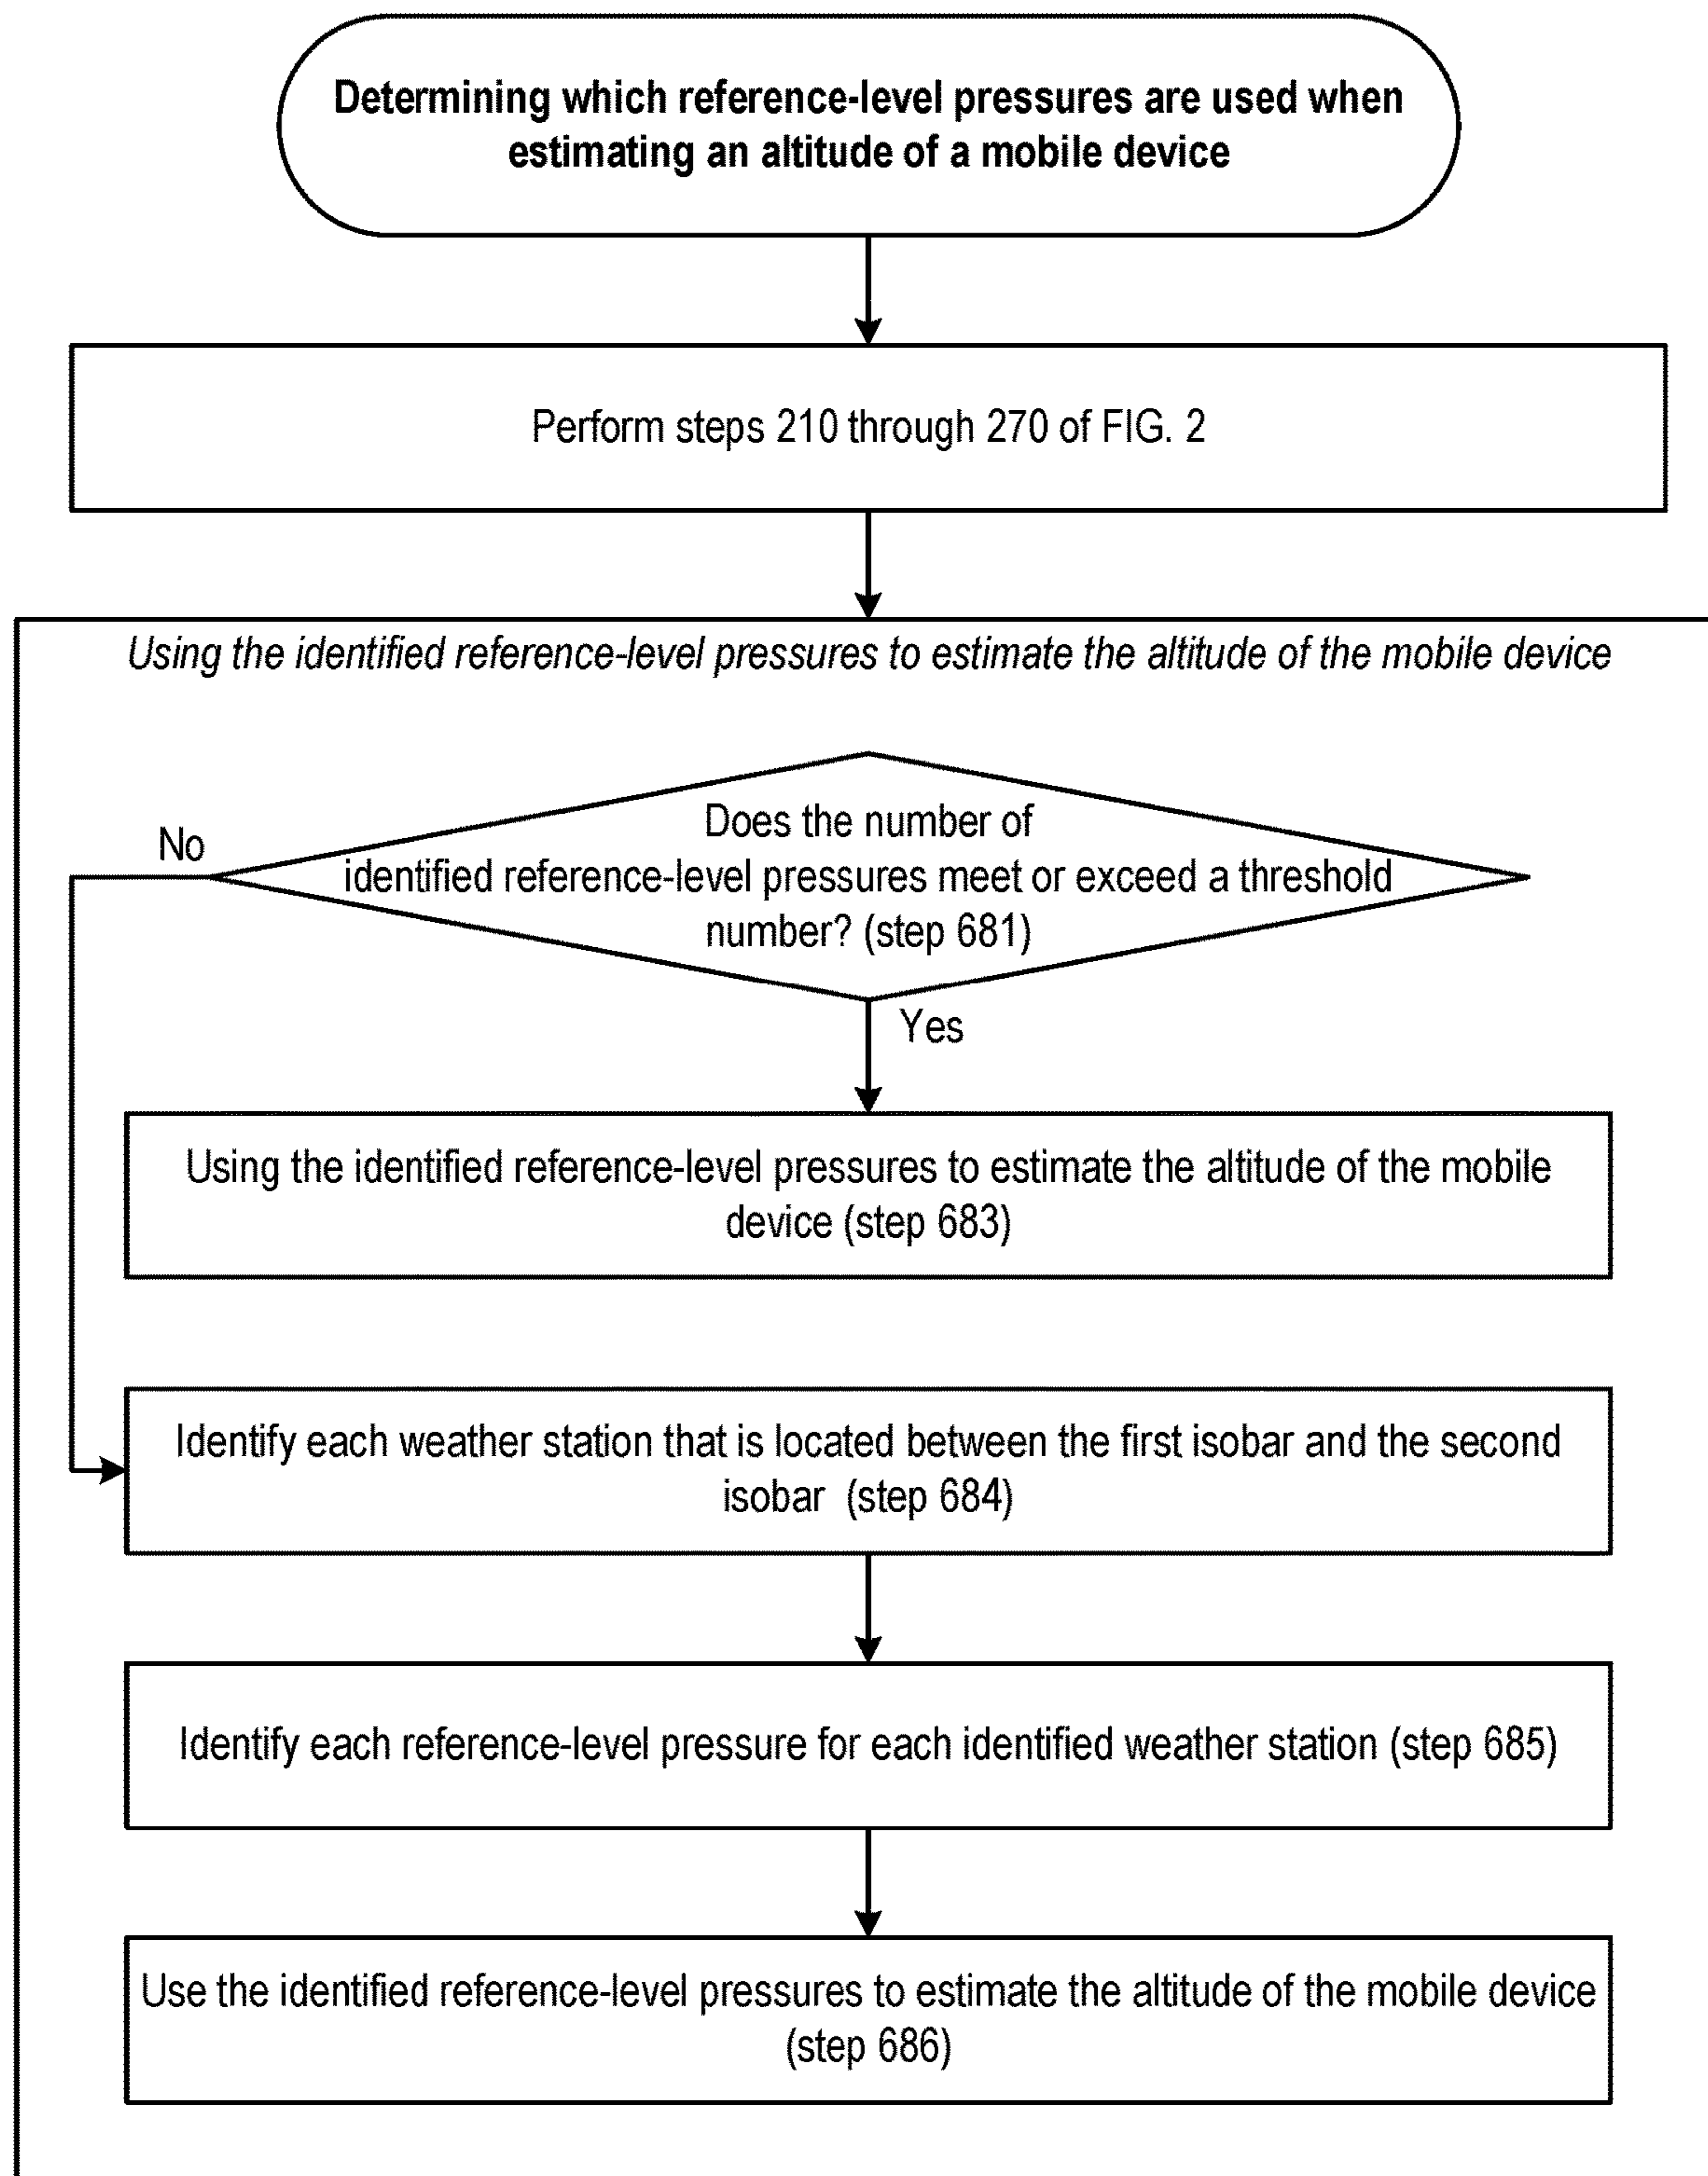 Determining which reference-level pressures are used when
estimating an altitude of a mobile device
Perform steps 210 through 270 of FIG. 2
Using the identified reference-level pressures to estimate the altitude of the mobile device
Does the number of
identified reference-level pressures meet or exceed a threshold
number? (step 681)
No
Yes
Using the identified reference-level pressures to estimate the altitude of the mobile
device (step 683)
Identify each weather station that is located between the first isobar and the second
isobar (step 684)
Identify each reference-level pressure for each identified weather station (step 685)
Use the identified reference-level pressures to estimate the altitude of the mobile device
(step 686)